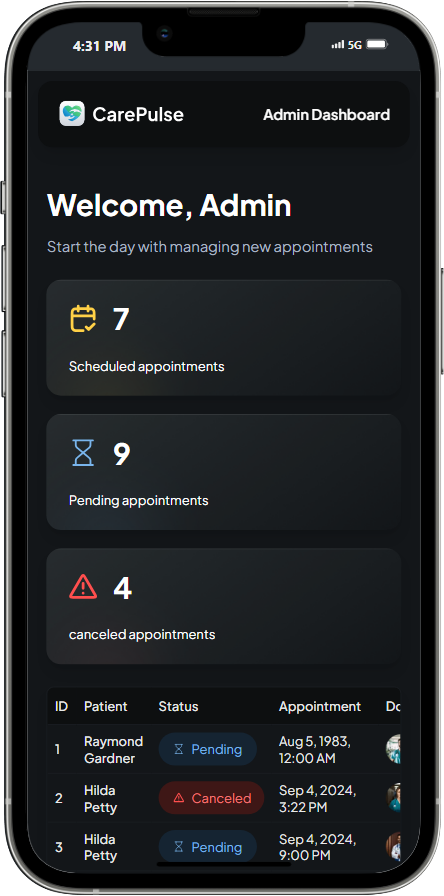 4:31 PM 5G
CarePulse Admin Dashboard
Welcome, Admin
Start the day with managing new appointments
7
Scheduled appointments
9
Pending appointments
4
canceled appointments
ID Patient Status Appointment Do
1 Raymond Gardner Pending Aug 5, 1983, 12:00 AM
2 Hilda Petty Canceled Sep 4, 2024, 3:22 PM
3 Hilda Petty Pending Sep 4, 2024, 9:00 PM